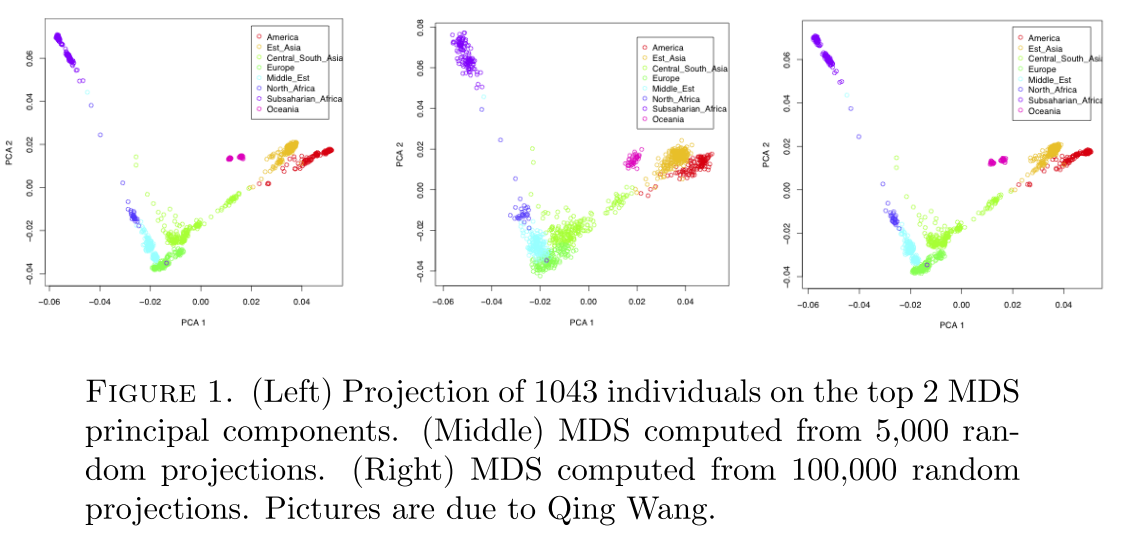 America
Est_Asia
Central_South_Asia
Europe
Middle_Est
North_Africa
Subsaharian_Africa
Oceania
PCA 2
0.06
0.04
0.02
0.00
−0.02
−0.04
−0.06
−0.04
−0.02
0.00
0.02
0.04
PCA 1
America
Est_Asia
Central_South_Asia
Europe
Middle_Est
North_Africa
Subsaharian_Africa
Oceania
PCA 2
0.08
0.06
0.04
0.02
0.00
−0.02
−0.04
−0.06
−0.04
−0.02
0.00
0.02
0.04
PCA 1
America
Est_Asia
Central_South_Asia
Europe
Middle_Est
North_Africa
Subsaharian_Africa
Oceania
PCA 2
0.06
0.04
0.02
0.00
−0.02
−0.04
−0.06
−0.04
−0.02
0.00
0.02
0.04
PCA 1
FIGURE 1. (Left) Projection of 1043 individuals on the top 2 MDS
principal components. (Middle) MDS computed from 5,000 ran-
dom projections. (Right) MDS computed from 100,000 random
projections. Pictures are due to Qing Wang.